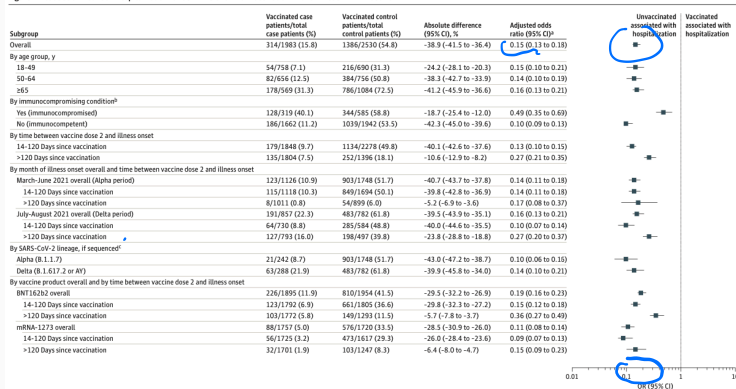 Subgroup Vaccinated case patients/total case patients (%) Vaccinated control patients/total control patients (%) Absolute difference (95% CI), % Adjusted odds ratio (95% CI)a Unvaccinated associated with hospitalization Vaccinated associated with hospitalization
Overall 314/1983 (15.8) 1386/2530 (54.8) -38.9 (-41.5 to -36.4) 0.15 (0.13 to 0.18)
By age group, y
18-49 54/758 (7.1) 216/690 (31.3) -24.2 (-28.1 to -20.3) 0.15 (0.10 to 0.21)
50-64 82/656 (12.5) 384/756 (50.8) -38.3 (-42.7 to -33.9) 0.14 (0.10 to 0.19)
≥65 178/569 (31.3) 786/1084 (72.5) -41.2 (-45.9 to -36.6) 0.16 (0.13 to 0.21)
By immunocompromising conditionb
Yes (immunocompromised) 128/319 (40.1) 344/585 (58.8) -18.7 (-25.4 to -12.0) 0.49 (0.35 to 0.69)
No (immunocompetent) 186/1662 (11.2) 1039/1942 (53.5) -42.3 (-45.0 to -39.6) 0.10 (0.09 to 0.13)
By time between vaccine dose 2 and illness onset
14-120 Days since vaccination 179/1848 (9.7) 1134/2278 (49.8) -40.1 (-42.6 to -37.6) 0.13 (0.10 to 0.15)
>120 Days since vaccination 135/1804 (7.5) 252/1396 (18.1) -10.6 (-12.9 to -8.2) 0.27 (0.21 to 0.35)
By month of illness onset overall and time between vaccine dose 2 and illness onset
March-June 2021 overall (Alpha period) 123/1126 (10.9) 903/1748 (51.7) -40.7 (-43.7 to -37.8) 0.14 (0.11 to 0.18)
14-120 Days since vaccination 115/1118 (10.3) 849/1694 (50.1) -39.8 (-42.8 to -36.9) 0.14 (0.11 to 0.18)
>120 Days since vaccination 8/1011 (0.8) 54/899 (6.0) -5.2 (-6.9 to -3.6) 0.17 (0.08 to 0.37)
July-August 2021 overall (Delta period) 191/857 (22.3) 483/782 (61.8) -39.5 (-43.9 to -35.1) 0.16 (0.13 to 0.21)
14-120 Days since vaccination 64/730 (8.8) 285/584 (48.8) -40.0 (-44.6 to -35.5) 0.10 (0.07 to 0.14)
>120 Days since vaccination 127/793 (16.0) 198/497 (39.8) -23.8 (-28.8 to -18.8) 0.27 (0.20 to 0.37)
By SARS-CoV-2 lineage, if sequencedc
Alpha (B.1.1.7) 21/242 (8.7) 903/1748 (51.7) -43.0 (-47.2 to -38.7) 0.10 (0.06 to 0.16)
Delta (B.1.617.2 or AY) 63/288 (21.9) 483/782 (61.8) -39.9 (-45.8 to -34.0) 0.14 (0.10 to 0.21)
By vaccine product overall and by time between vaccine dose 2 and illness onset
BNT162b2 overall 226/1895 (11.9) 810/1954 (41.5) -29.5 (-32.2 to -26.9) 0.19 (0.16 to 0.23)
14-120 Days since vaccination 123/1792 (6.9) 661/1805 (36.6) -29.8 (-32.3 to -27.2) 0.15 (0.12 to 0.18)
>120 Days since vaccination 103/1772 (5.8) 149/1293 (11.5) -5.7 (-7.8 to -3.7) 0.36 (0.27 to 0.49)
mRNA-1273 overall 88/1757 (5.0) 576/1720 (33.5) -28.5 (-30.9 to -26.0) 0.11 (0.08 to 0.14)
14-120 Days since vaccination 56/1725 (3.2) 473/1617 (29.3) -26.0 (-28.4 to -23.6) 0.09 (0.07 to 0.13)
>120 Days since vaccination 32/1701 (1.9) 103/1247 (8.3) -6.4 (-8.0 to -4.7) 0.15 (0.09 to 0.23)
0.01 0.1 1
OR (95% CI)